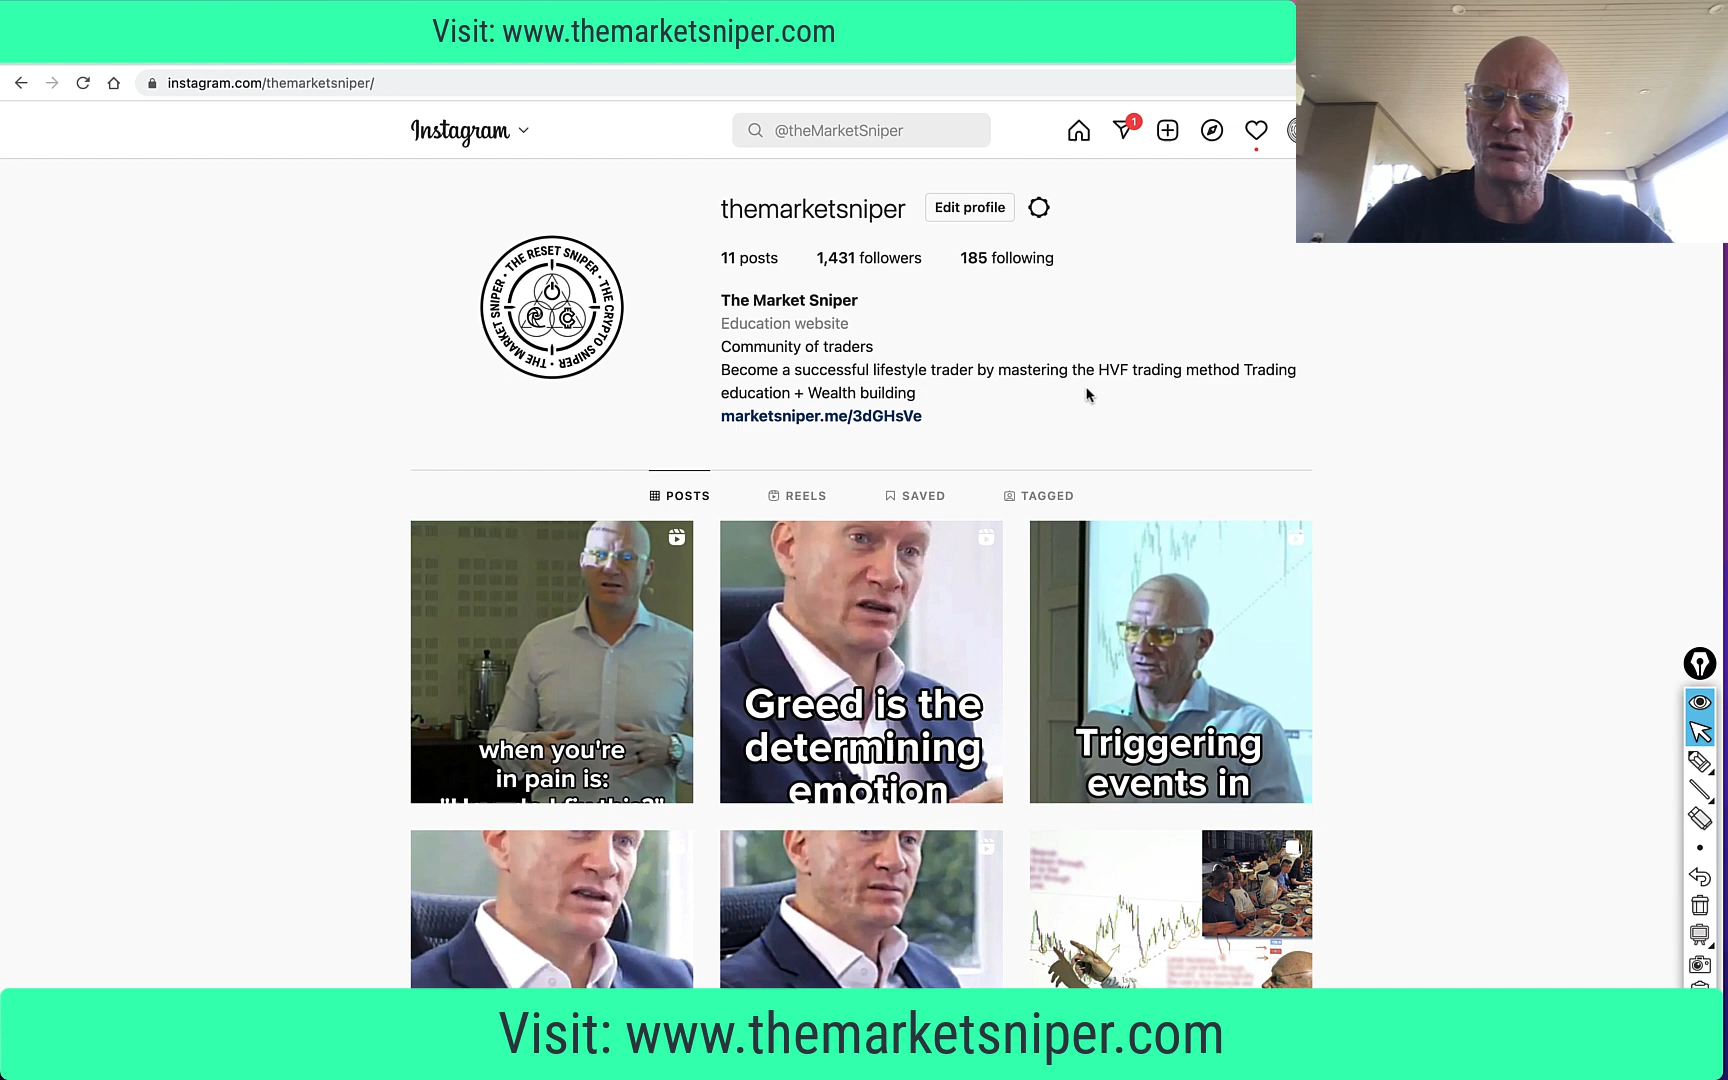 Visit: www.themarketsniper.com
instagram.com/themarketsniper/
Instagram
@theMarketSniper
1
themarketsniper
Edit profile
11 posts
1,431 followers
185 following
THE RESET SNIPER • THE CRYPTO SNIPER • THE MARKET SNIPER •
The Market Sniper
Education website
Community of traders
Become a successful lifestyle trader by mastering the HVF trading method Trading
education + Wealth building
marketsniper.me/3dGHsVe
POSTS
REELS
SAVED
TAGGED
when you're
in pain is:
Greed is the
determining
emotion
Triggering
events in
Visit: www.themarketsniper.com